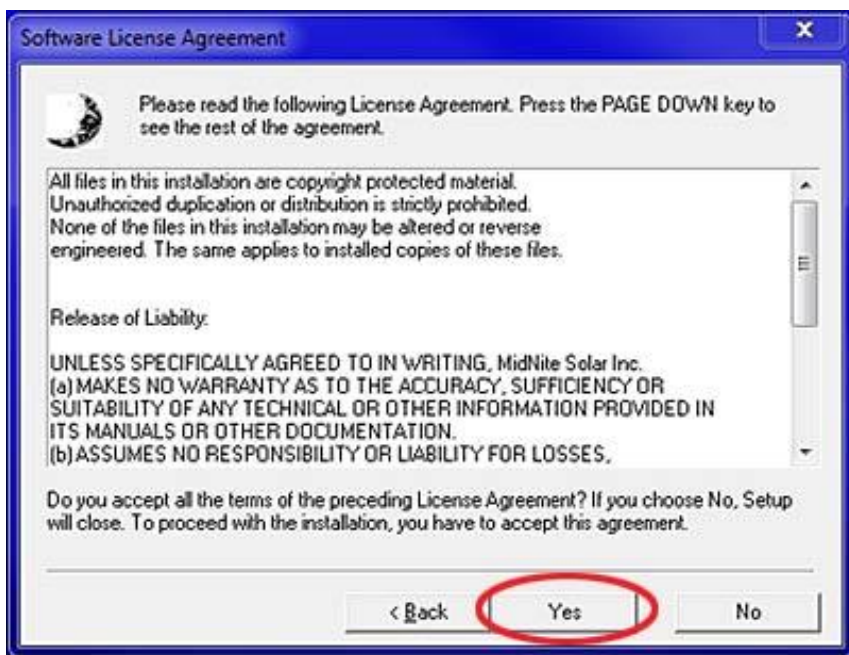 Software License Agreement
Please read the following License Agreement. Press the PAGE DOWN key to
see the rest of the agreement.
All files in this installation are copyright protected material.
Unauthorized duplication or distribution is strictly prohibited.
None of the files in this installation may be altered or reverse
engineered. The same applies to installed copies of these files.
Release of Liability:
UNLESS SPECIFICALLY AGREED TO IN WRITING, MidNite Solar Inc.
(a) MAKES NO WARRANTY AS TO THE ACCURACY, SUFFICIENCY OR
SUITABILITY OF ANY TECHNICAL OR OTHER INFORMATION PROVIDED IN
ITS MANUALS OR OTHER DOCUMENTATION.
(b) ASSUMES NO RESPONSIBILITY OR LIABILITY FOR LOSSES,
Do you accept all the terms of the preceding License Agreement? If you choose No, Setup
will close. To proceed with the installation, you have to accept this agreement.
< Back Yes No